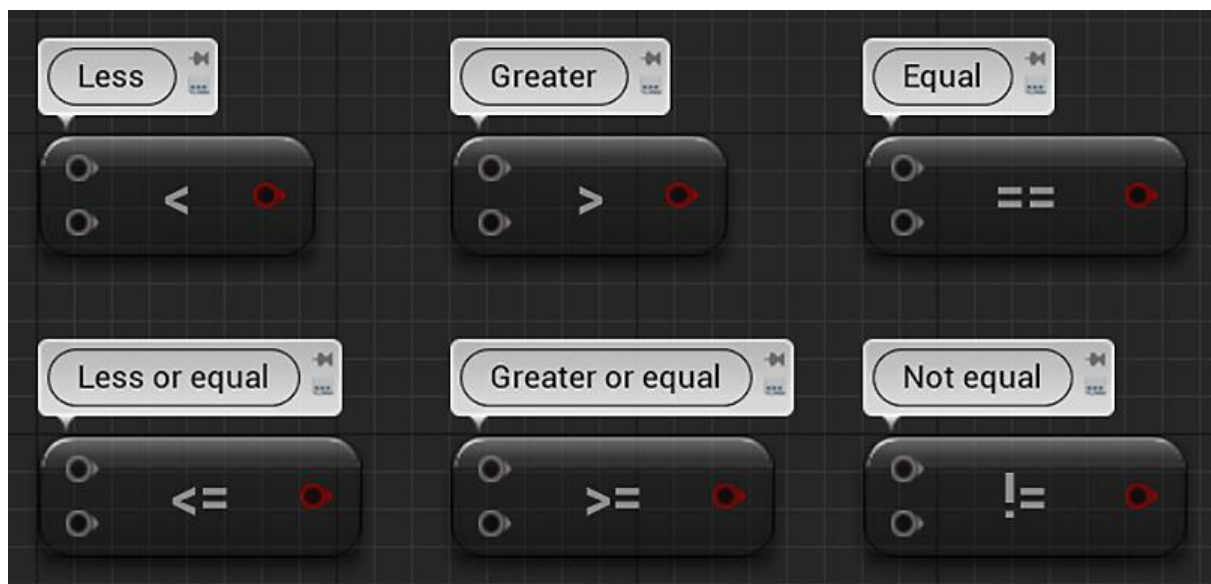 Less
Greater
Equal
<
>
==
Less or equal
Greater or equal
Not equal
<=
>=
!=